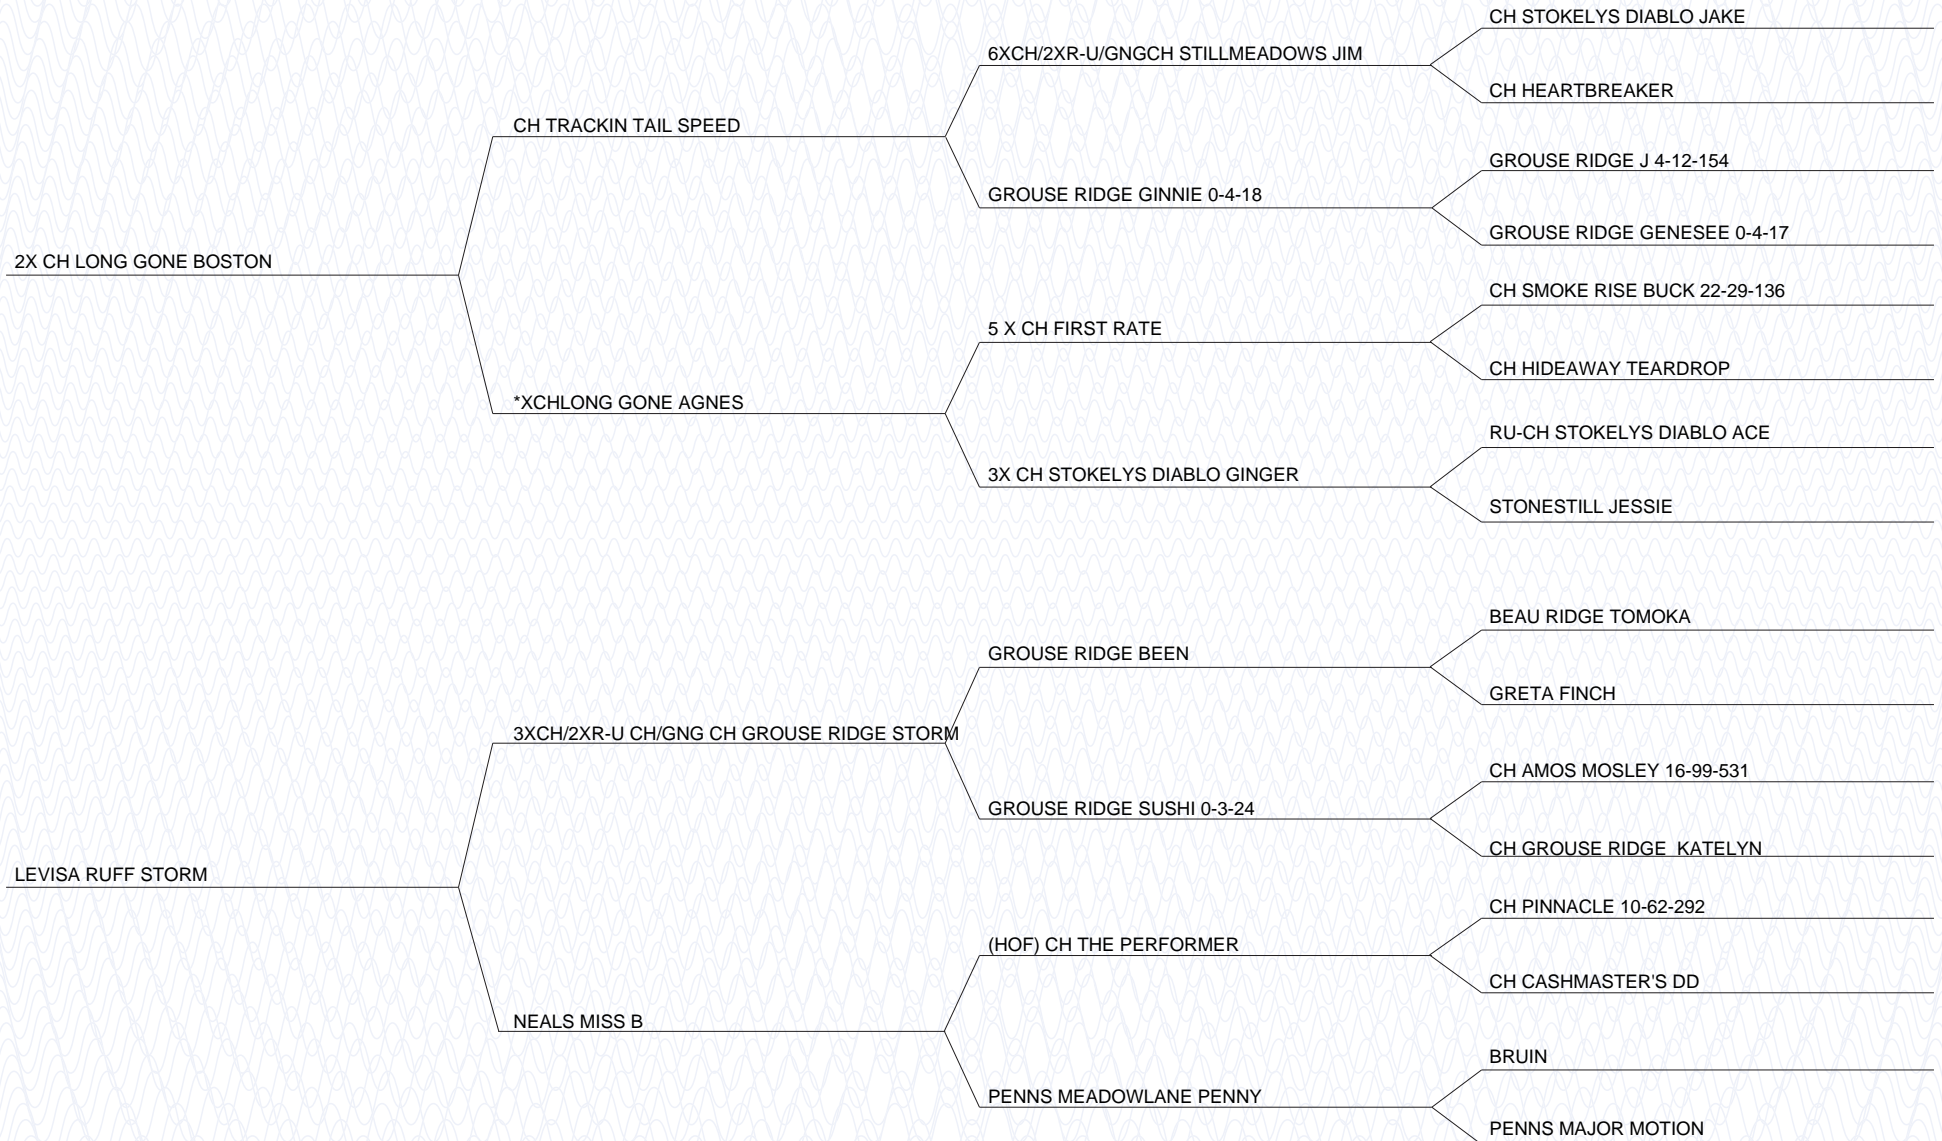 CH STOKELYS DIABLO JAKE
6XCH/2XR-U/GNGCH STILLMEADOWS JIM
CH HEARTBREAKER
CH TRACKIN TAIL SPEED
GROUSE RIDGE J 4-12-154
GROUSE RIDGE GINNIE 0-4-18
GROUSE RIDGE GENESEE 0-4-17
2X CH LONG GONE BOSTON
CH SMOKE RISE BUCK 22-29-136
5 X CH FIRST RATE
CH HIDEAWAY TEARDROP
*XCHLONG GONE AGNES
RU-CH STOKELYS DIABLO ACE
3X CH STOKELYS DIABLO GINGER
STONESTILL JESSIE
BEAU RIDGE TOMOKA
GROUSE RIDGE BEEN
GRETA FINCH
3XCH/2XR-U CH/GNG CH GROUSE RIDGE STORM
CH AMOS MOSLEY 16-99-531
GROUSE RIDGE SUSHI 0-3-24
CH GROUSE RIDGE  KATELYN
LEVISA RUFF STORM
CH PINNACLE 10-62-292
(HOF) CH THE PERFORMER
CH CASHMASTER'S DD
NEALS MISS B
BRUIN
PENNS MEADOWLANE PENNY
PENNS MAJOR MOTION